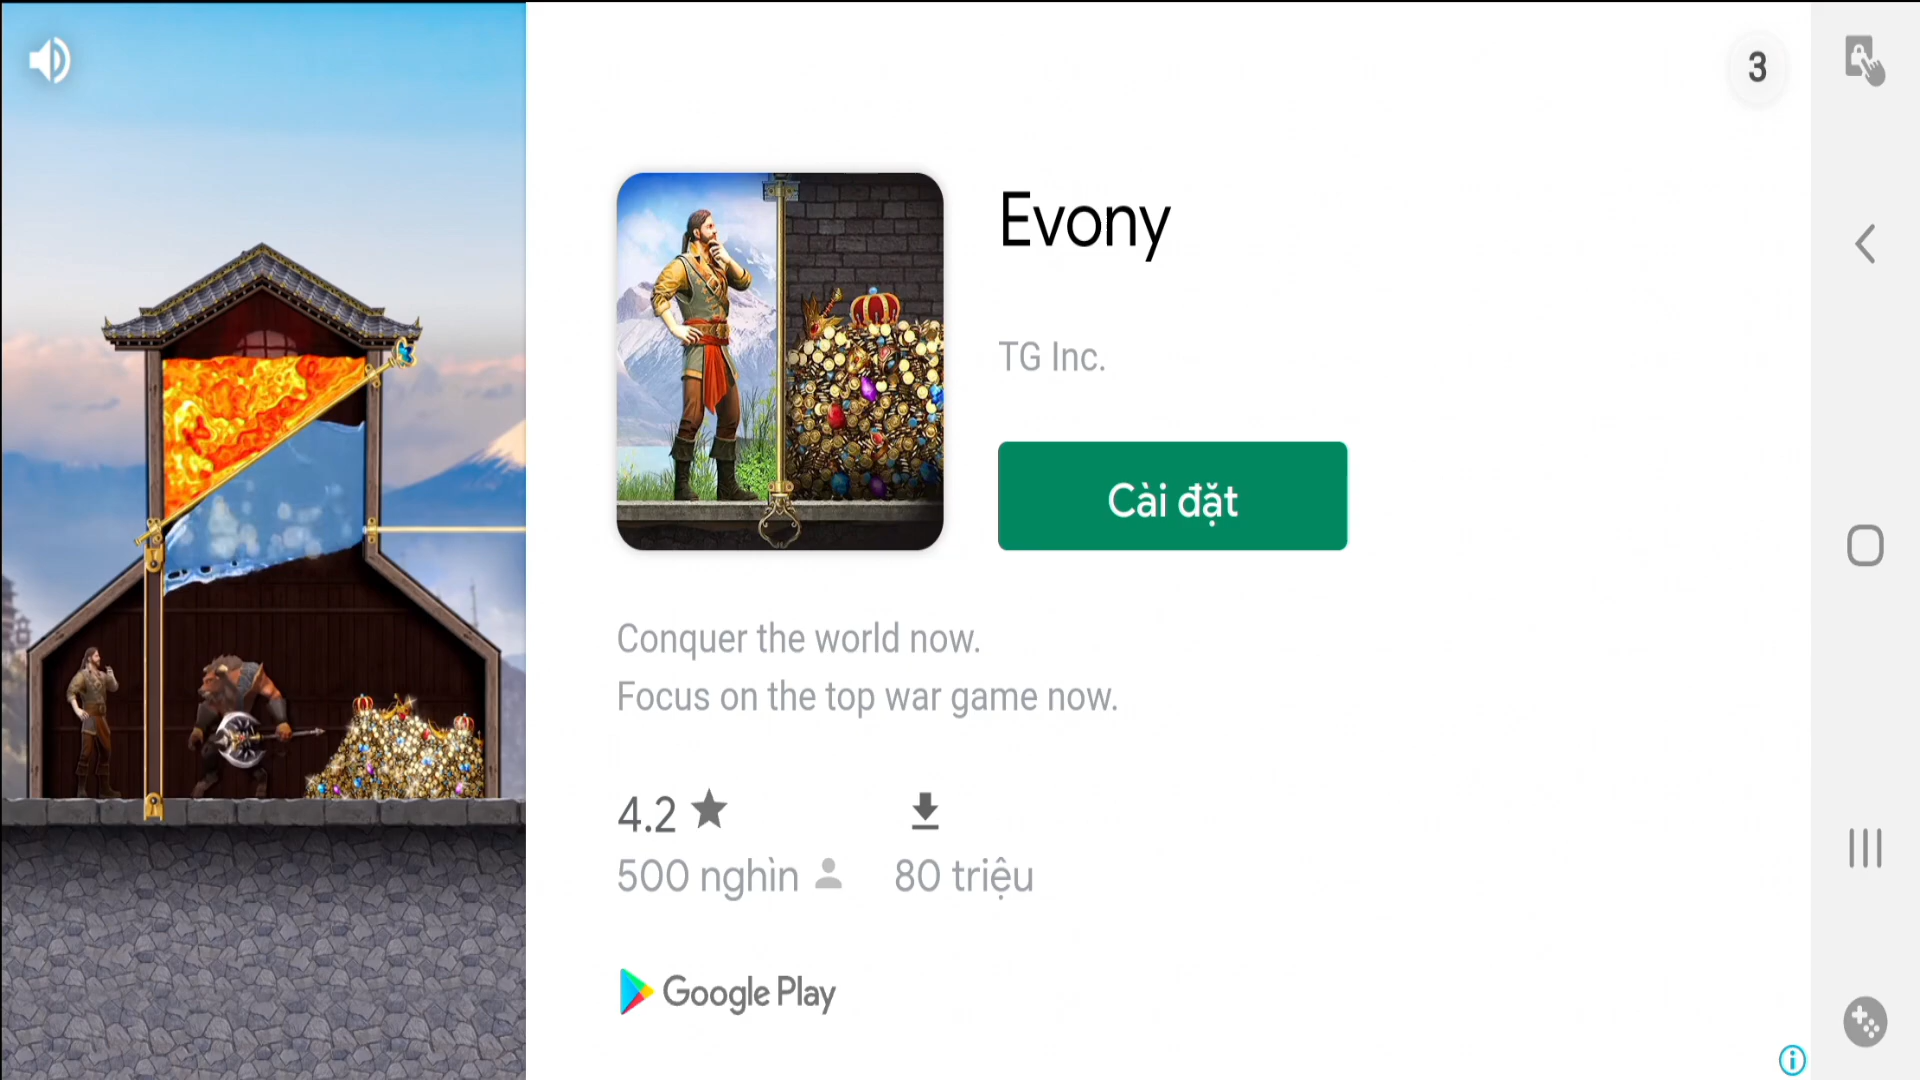 3
Evony
TG Inc.
Cài đặt
Conquer the world now.
Focus on the top war game now.
4.2 ★
500 nghìn
80 triệu
Google Play